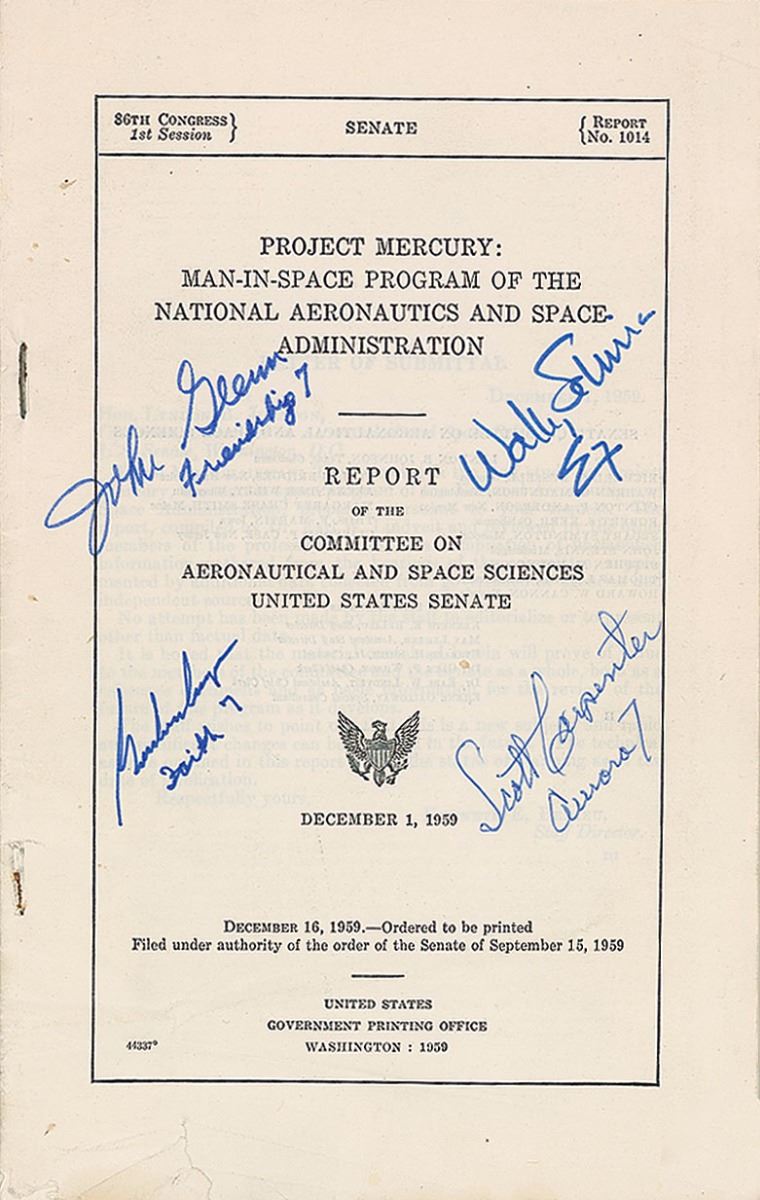 86TH CONGRESS
1st Session
SENATE
REPORT
No. 1014
PROJECT MERCURY:
MAN-IN-SPACE PROGRAM OF THE
NATIONAL AERONAUTICS AND SPACE
ADMINISTRATION
John Glenn
Friendship 7
Wally Schirra
Σ7
REPORT
OF THE
COMMITTEE ON
AERONAUTICAL AND SPACE SCIENCES
UNITED STATES SENATE
Faith 7
Scott Carpenter
Aurora 7
DECEMBER 1, 1959
DECEMBER 16, 1959.—Ordered to be printed
Filed under authority of the order of the Senate of September 15, 1959
UNITED STATES
GOVERNMENT PRINTING OFFICE
44337°
WASHINGTON : 1959